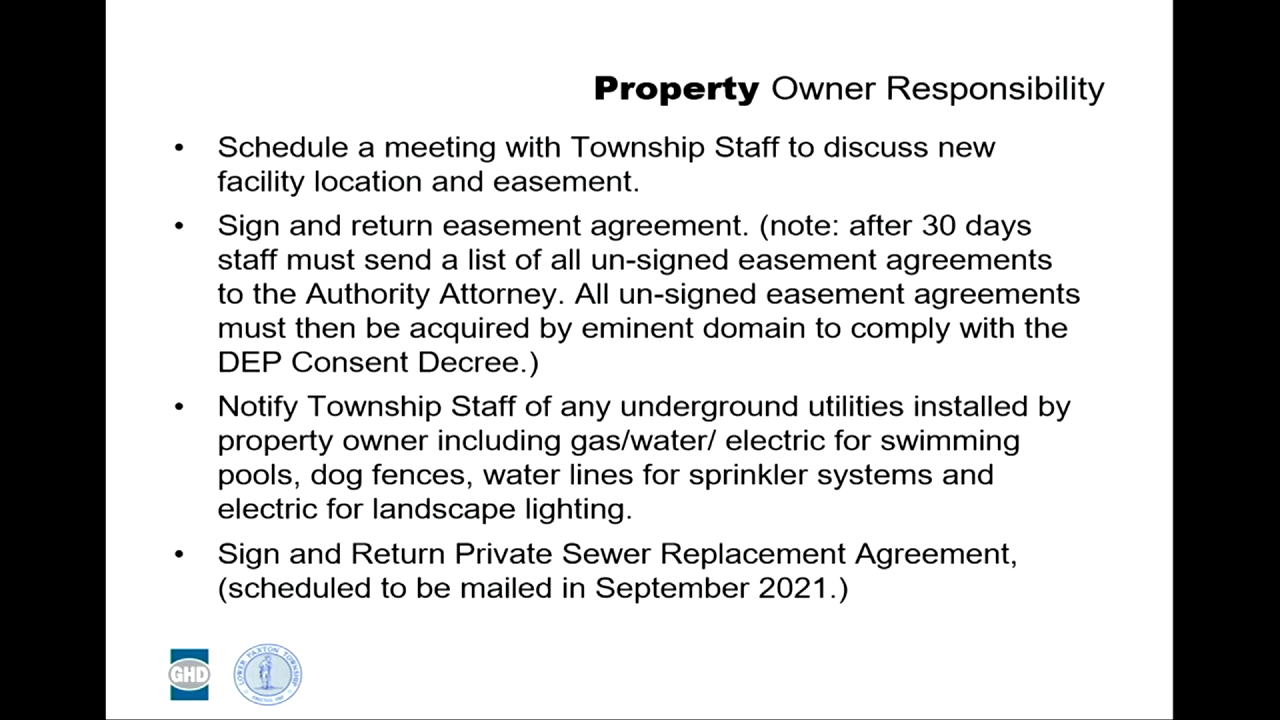 Property Owner Responsibility
• Schedule a meeting with Township Staff to discuss new
facility location and easement.
• Sign and return easement agreement. (note: after 30 days
staff must send a list of all un-signed easement agreements
to the Authority Attorney. All un-signed easement agreements
must then be acquired by eminent domain to comply with the
DEP Consent Decree.)
• Notify Township Staff of any underground utilities installed by
property owner including gas/water/ electric for swimming
pools, dog fences, water lines for sprinkler systems and
electric for landscape lighting.
• Sign and Return Private Sewer Replacement Agreement,
(scheduled to be mailed in September 2021.)
GHD
LOWER PAXTON TOWNSHIP